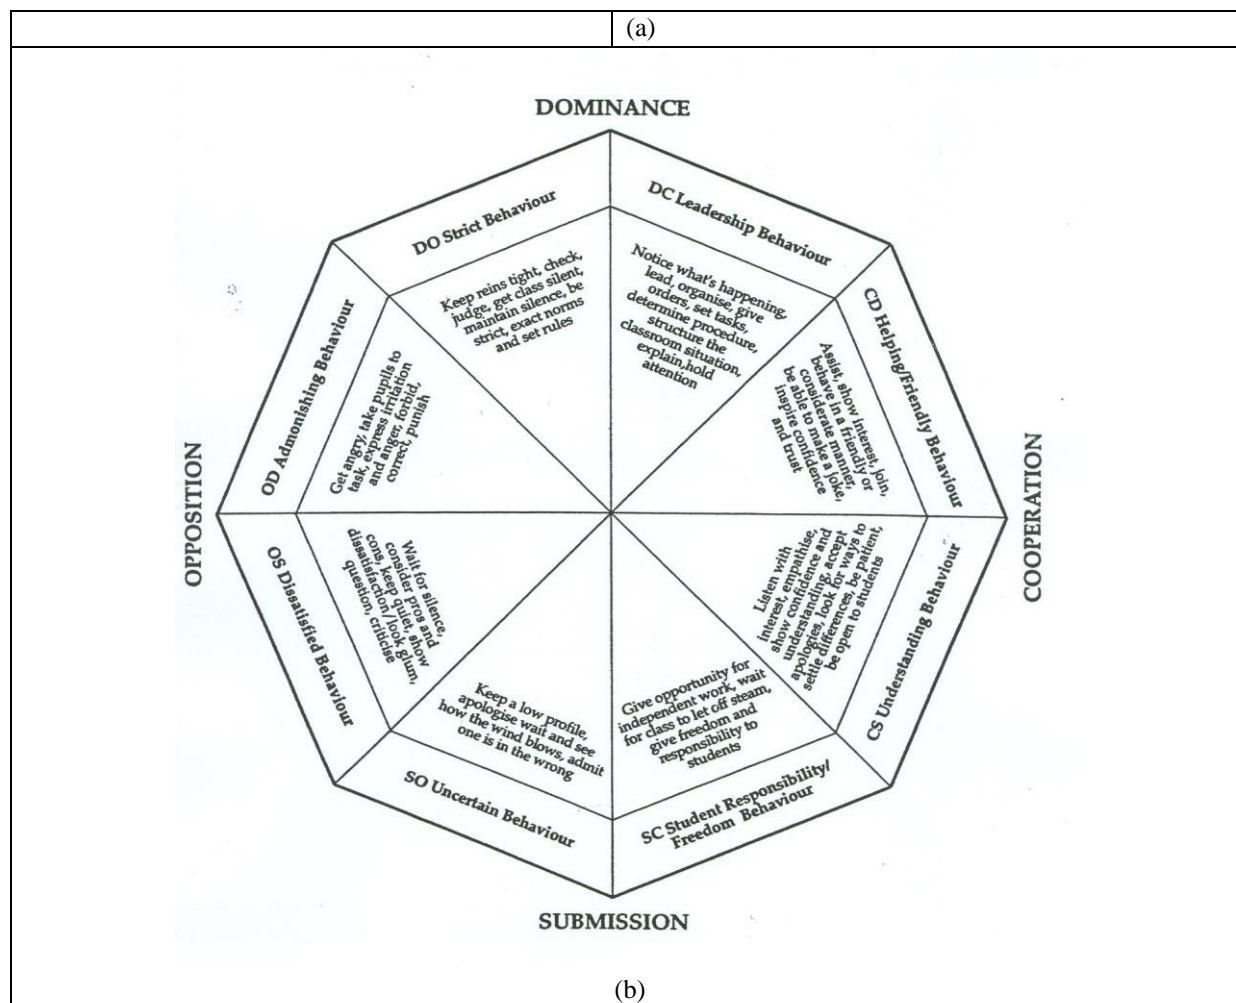 (a)
DOMINANCE
DO Strict Behaviour
Keep reins tight, check,
judge, get class silent,
maintain silence, be
strict, exact norms
and set rules
DC Leadership Behaviour
Notice what's happening,
lead, organise, give
orders, set tasks,
determine procedure,
structure the
classroom situation,
explain,hold
attention
CD Helping/Friendly Behaviour
Assist, show interest, join,
behave in a friendly or
considerate manner,
be able to make a joke,
inspire confidence
and trust
COOPERATION
CS Understanding Behaviour
Listen with
interest, empathise,
show confidence and
understanding, accept
apologies, look for ways to
settle differences, be patient,
be open to students
SC Student Responsibility/
Freedom Behaviour
Give opportunity for
independent work, wait
for class to let off steam,
give freedom and
responsibility to
students
SUBMISSION
SO Uncertain Behaviour
Keep a low profile,
apologise wait and see
how the wind blows, admit
one is in the wrong
OS Dissatisfied Behaviour
Wait for silence,
consider pros and
cons, keep quiet, show
dissatisfaction/look glum,
question, criticise
OPPOSITION
OD Admonishing Behaviour
Get angry, take pupils to
task, express irritation
and anger, forbid,
correct, punish
(b)